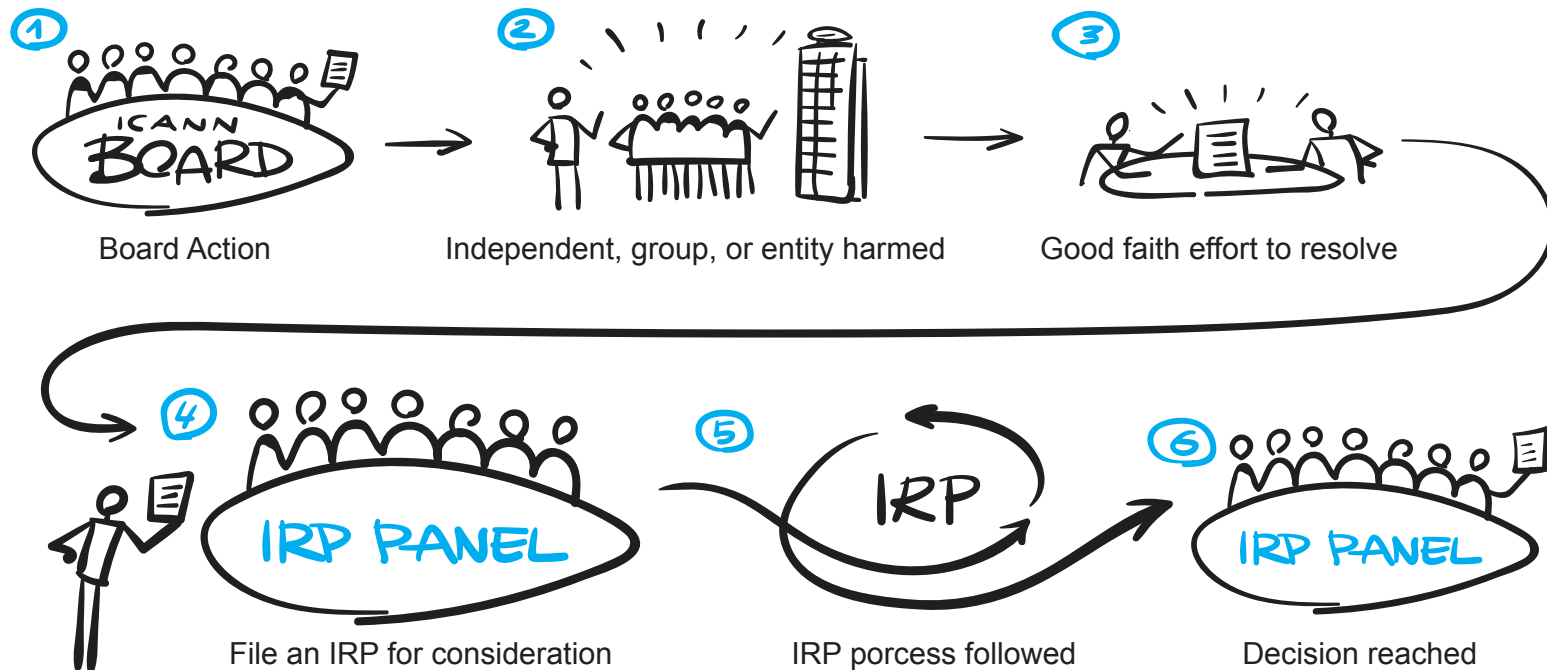 1
ICANN
BOARD
Board Action
2
Independent, group, or entity harmed
3
Good faith effort to resolve
4
IRP PANEL
File an IRP for consideration
5
IRP
IRP porcess followed
6
IRP PANEL
Decision reached